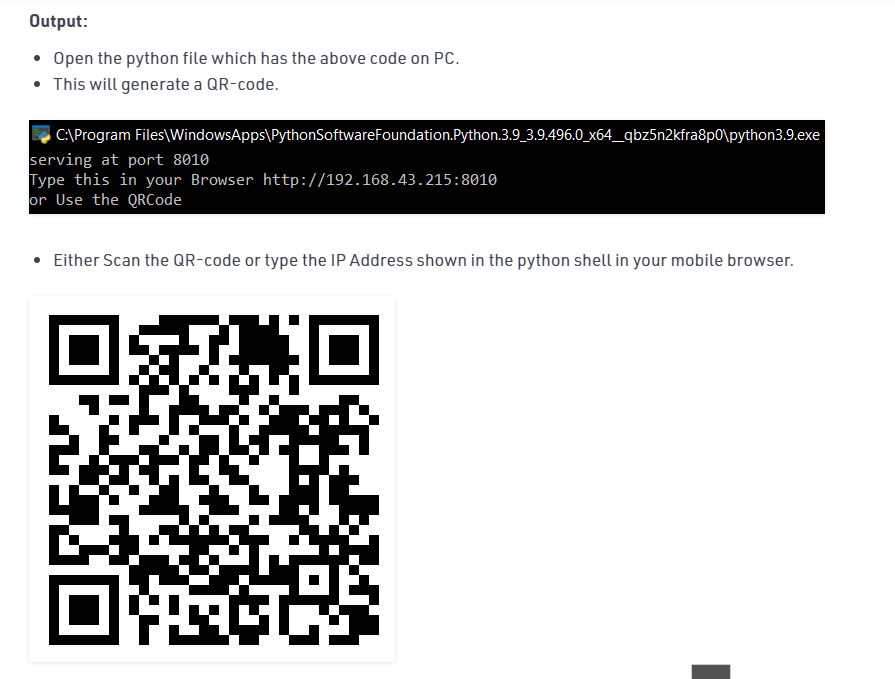 Output:
• Open the python file which has the above code on PC.
• This will generate a QR-code.
C:\Program Files\WindowsApps\PythonSoftwareFoundation.Python.3.9_3.9.496.0_x64__qbz5n2kfra8p0\python3.9.exe
serving at port 8010
Type this in your Browser http://192.168.43.215:8010
or Use the QRCode
• Either Scan the QR-code or type the IP Address shown in the python shell in your mobile browser.